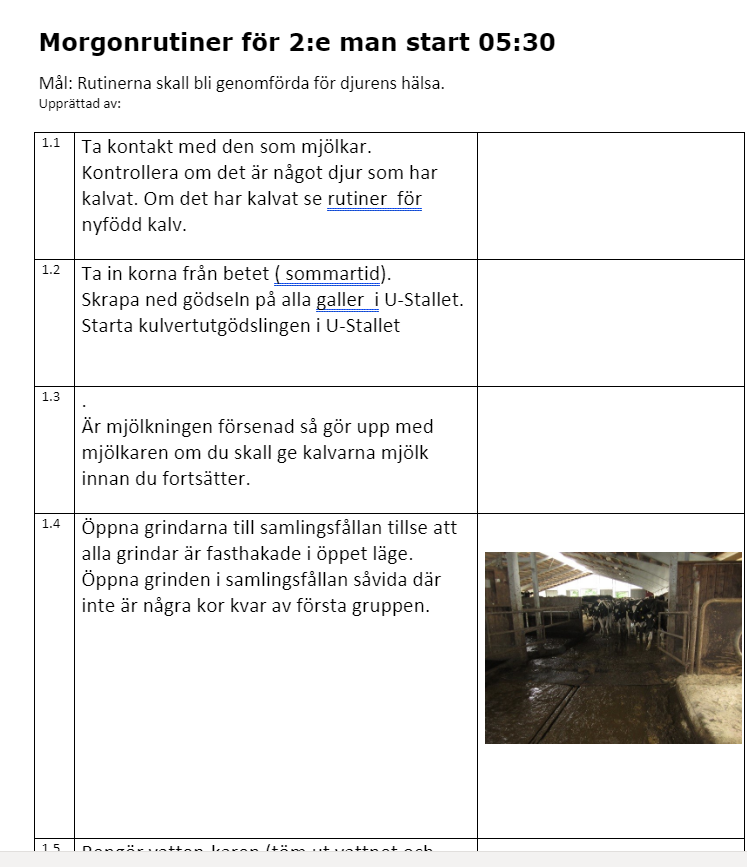 Morgonrutiner för 2:e man start 05:30
Mål: Rutinerna skall bli genomförda för djurens hälsa.
Upprättad av:
1.1
Ta kontakt med den som mjölkar.
Kontrollera om det är något djur som har
kalvat. Om det har kalvat se rutiner  för
nyfödd kalv.
1.2
Ta in korna från betet ( sommartid).
Skrapa ned gödseln på alla galler  i U-Stallet.
Starta kulvertutgödslingen i U-Stallet
1.3
.
Är mjölkningen försenad så gör upp med
mjölkaren om du skall ge kalvarna mjölk
innan du fortsätter.
1.4
Öppna grindarna till samlingsfållan tillse att
alla grindar är fasthakade i öppet läge.
Öppna grinden i samlingsfållan såvida där
inte är några kor kvar av första gruppen.
1.5
Rengör vatten-karen (töm ut vattnet och